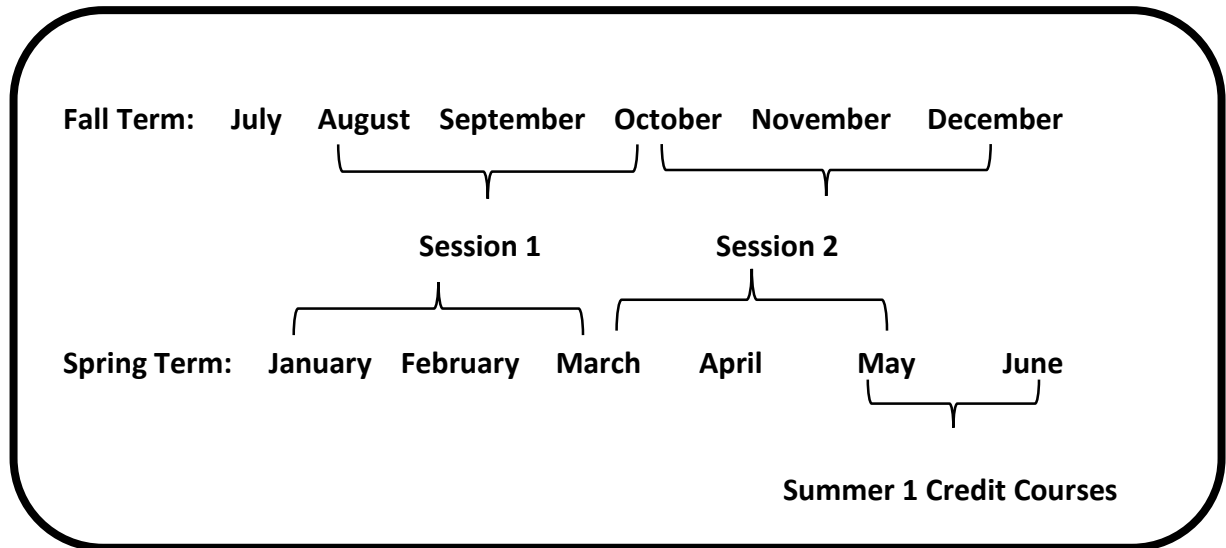 Fall Term: July August September October November December
Session 1 Session 2
Spring Term: January February March April May June
Summer 1 Credit Courses